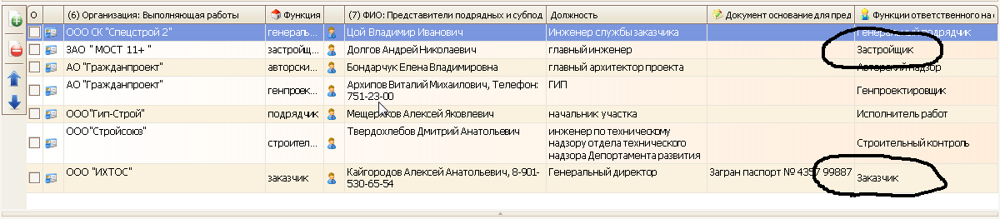 О (6) Организация: Выполняющая работы Функция (7) ФИО: Представители подрядных и субпод Должность Документ основание для пред Функции ответственного на
ООО СК "Спецстрой 2" генераль... Цой Владимир Иванович Инженер службы заказчика Генеральный подрядчик
ЗАО " МОСТ 11+ " застройщ... Долгов Андрей Николаевич главный инженер Застройщик
АО "Гражданпроект" авторски... Бондарчук Елена Владимировна главный архитектор проекта Авторский надзор
АО "Гражданпроект" генпроек... Архипов Виталий Михаилович, Телефон: ГИП Генпроектировщик
751-23-00
ООО"Гип-Строй" подрядчик Мещеряков Алексей Яковлевич начальник участка Исполнитель работ
ООО"Стройсоюз" строител... Твердохлебов Дмитрий Анатольевич инженер по техническому Строительный контроль
надзору отдела технического
надзора Депортамента развития
ООО "ИХТОС" заказчик Кайгородов Алексей Анатольевич, 8-901- Генеральный директор Загран паспорт № 4357 99887 Заказчик
530-65-54